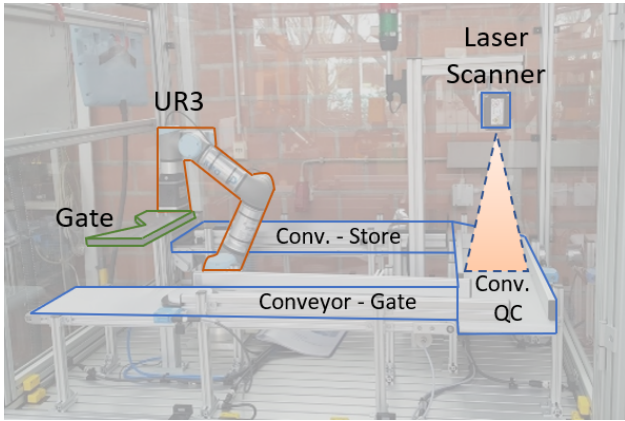 Laser
Scanner
UR3
Gate
Conv. - Store
Conveyor - Gate
Conv.
QC